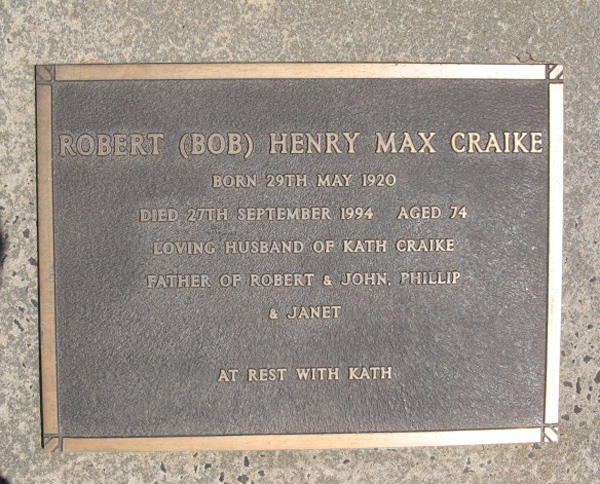 ROBERT (BOB) HENRY MAX CRAIKE
BORN 29TH MAY 1920
DIED 27TH SEPTEMBER 1994 AGED 74
LOVING HUSBAND OF KATH CRAIKE
FATHER OF ROBERT & JOHN, PHILLIP
& JANET
AT REST WITH KATH